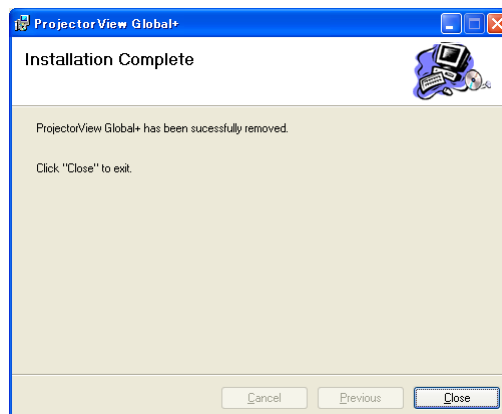 ProjectorView Global+
Installation Complete
ProjectorView Global+ has been sucessfully removed.
Click "Close" to exit.
Cancel Previous Close